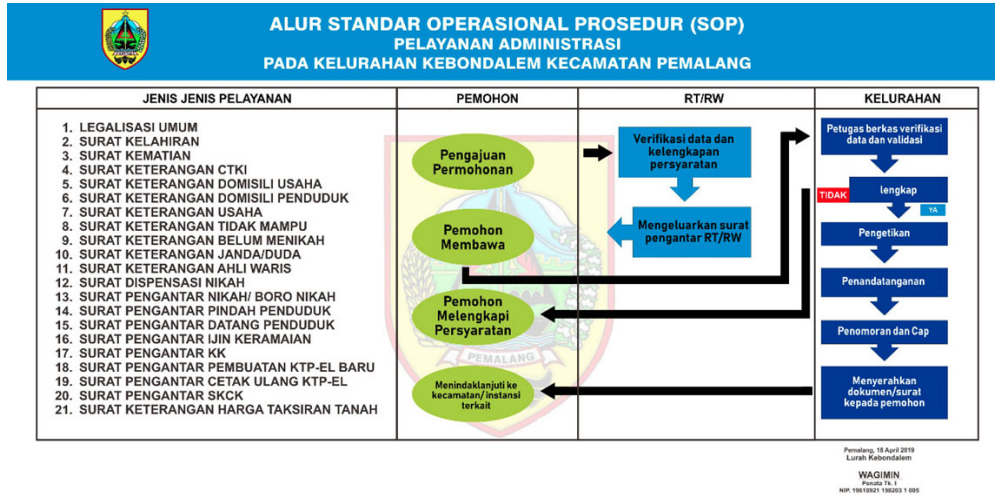 ALUR STANDAR OPERASIONAL PROSEDUR (SOP)
PELAYANAN ADMINISTRASI
PADA KELURAHAN KEBONDALEM KECAMATAN PEMALANG
JENIS JENIS PELAYANAN
1. LEGALISASI UMUM
2. SURAT KELAHIRAN
3. SURAT KEMATIAN
4. SURAT KETERANGAN CTKI
5. SURAT KETERANGAN DOMISILI USAHA
6. SURAT KETERANGAN DOMISILI PENDUDUK
7. SURAT KETERANGAN USAHA
8. SURAT KETERANGAN TIDAK MAMPU
9. SURAT KETERANGAN BELUM MENIKAH
10. SURAT KETERANGAN JANDA/DUDA
11. SURAT KETERANGAN AHLI WARIS
12. SURAT DISPENSASI NIKAH
13. SURAT PENGANTAR NIKAH/ BORO NIKAH
14. SURAT PENGANTAR PINDAH PENDUDUK
15. SURAT PENGANTAR DATANG PENDUDUK
16. SURAT PENGANTAR IJIN KERAMAIAN
17. SURAT PENGANTAR KK
18. SURAT PENGANTAR PEMBUATAN KTP-EL BARU
19. SURAT PENGANTAR CETAK ULANG KTP-EL
20. SURAT PENGANTAR SKCK
21. SURAT KETERANGAN HARGA TAKSIRAN TANAH
PEMOHON
Pengajuan
Permohonan
Pemohon
Membawa
Pemohon
Melengkapi
Persyaratan
PEMALANG
Menindaklanjuti ke
kecamatan/instansi
terkait
RT/RW
Verifikasi data dan
kelengkapan
persyaratan
Mengeluarkan surat
pengantar RT/RW
KELURAHAN
Petugas berkas verifikasi
data dan validasi
TIDAK
lengkap
YA
Pengetikan
Penandatanganan
Penomoran dan Cap
Menyerahkan
dokumen/surat
kepada pemohon
Pemalang, 18 April 2019
Lurah Kebondalem
WAGIMIN
Penata Tk. I
NIP.